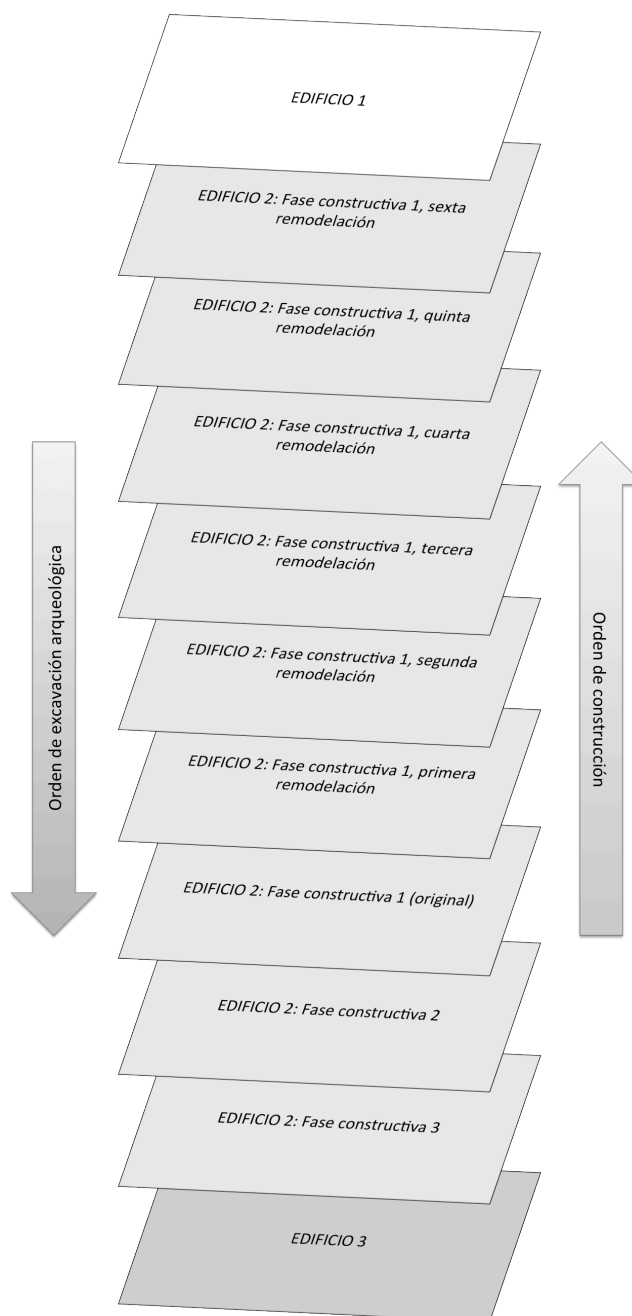 EDIFICIO 1
EDIFICIO 2: Fase constructiva 1, sexta
remodelación
EDIFICIO 2: Fase constructiva 1, quinta
remodelación
EDIFICIO 2: Fase constructiva 1, cuarta
remodelación
EDIFICIO 2: Fase constructiva 1, tercera
remodelación
EDIFICIO 2: Fase constructiva 1, segunda
remodelación
EDIFICIO 2: Fase constructiva 1, primera
remodelación
EDIFICIO 2: Fase constructiva 1 (original)
EDIFICIO 2: Fase constructiva 2
EDIFICIO 2: Fase constructiva 3
EDIFICIO 3
Orden de excavación arqueológica
Orden de construcción